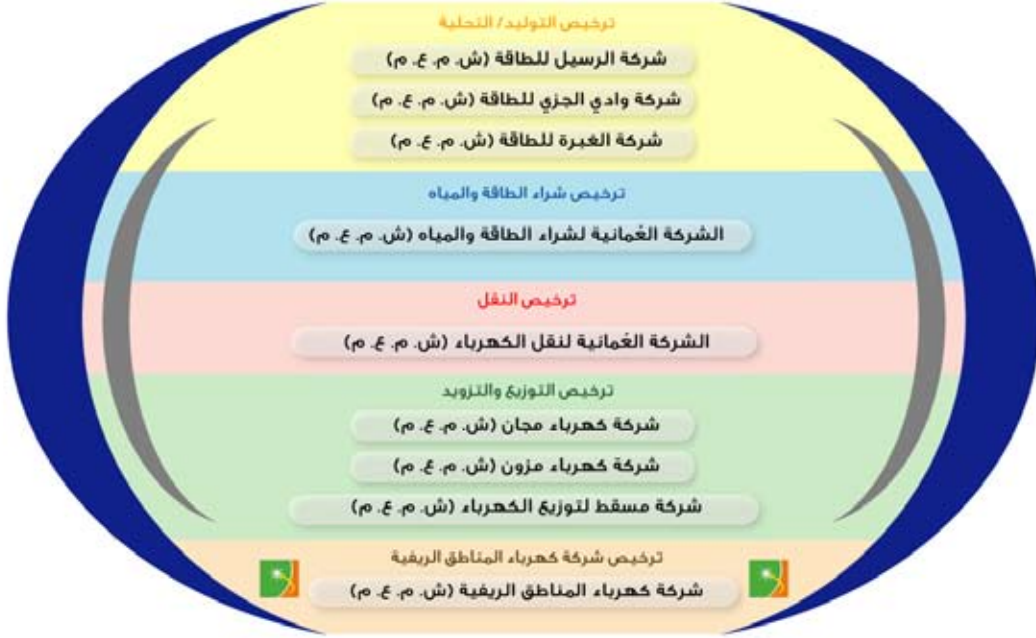 ترخيص التوليد/ التحلية
شركة الرسيل للطاقة (ش. م. ع. م)
شركة وادي الجزي للطاقة (ش. م. ع. م)
شركة الغبرة للطاقة (ش. م. ع. م)
ترخيص شراء الطاقة والمياه
الشركة العُمانية لشراء الطاقة والمياه (ش. م. ع. م)
ترخيص النقل
الشركة العُمانية لنقل الكهرباء (ش. م. ع. م)
ترخيص التوزيع والتزويد
شركة كهرباء مجان (ش. م. ع. م)
شركة كهرباء مزون (ش. م. ع. م)
شركة مسقط لتوزيع الكهرباء (ش. م. ع. م)
ترخيص شركة كهرباء المناطق الريفية
شركة كهرباء المناطق الريفية (ش. م. ع. م)